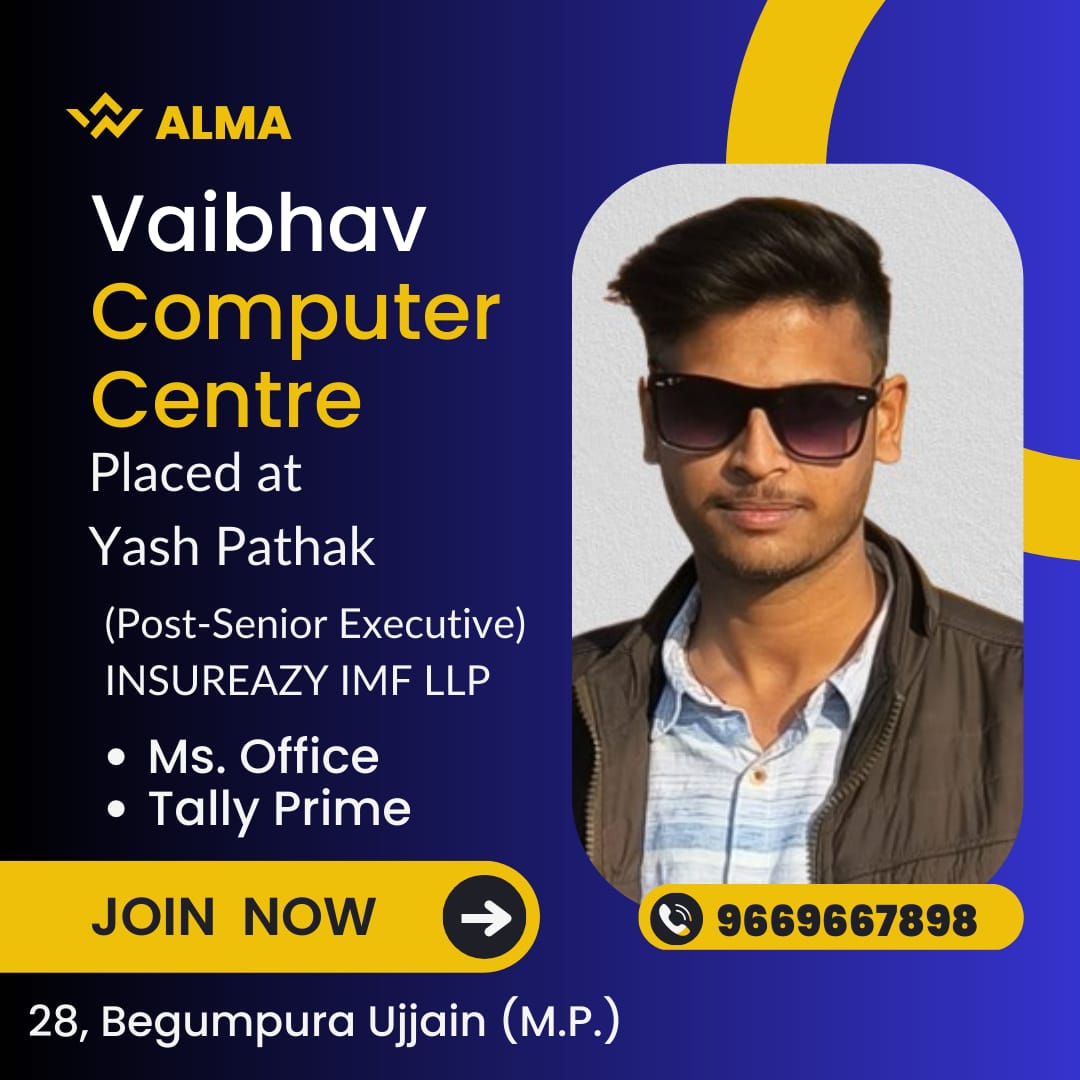 ALMA
Vaibhav
Computer
Centre
Placed at
Yash Pathak
(Post-Senior Executive)
INSUREAZY IMF LLP
• Ms. Office
• Tally Prime
JOIN NOW
9669667898
28, Begumpura Ujjain (M.P.)